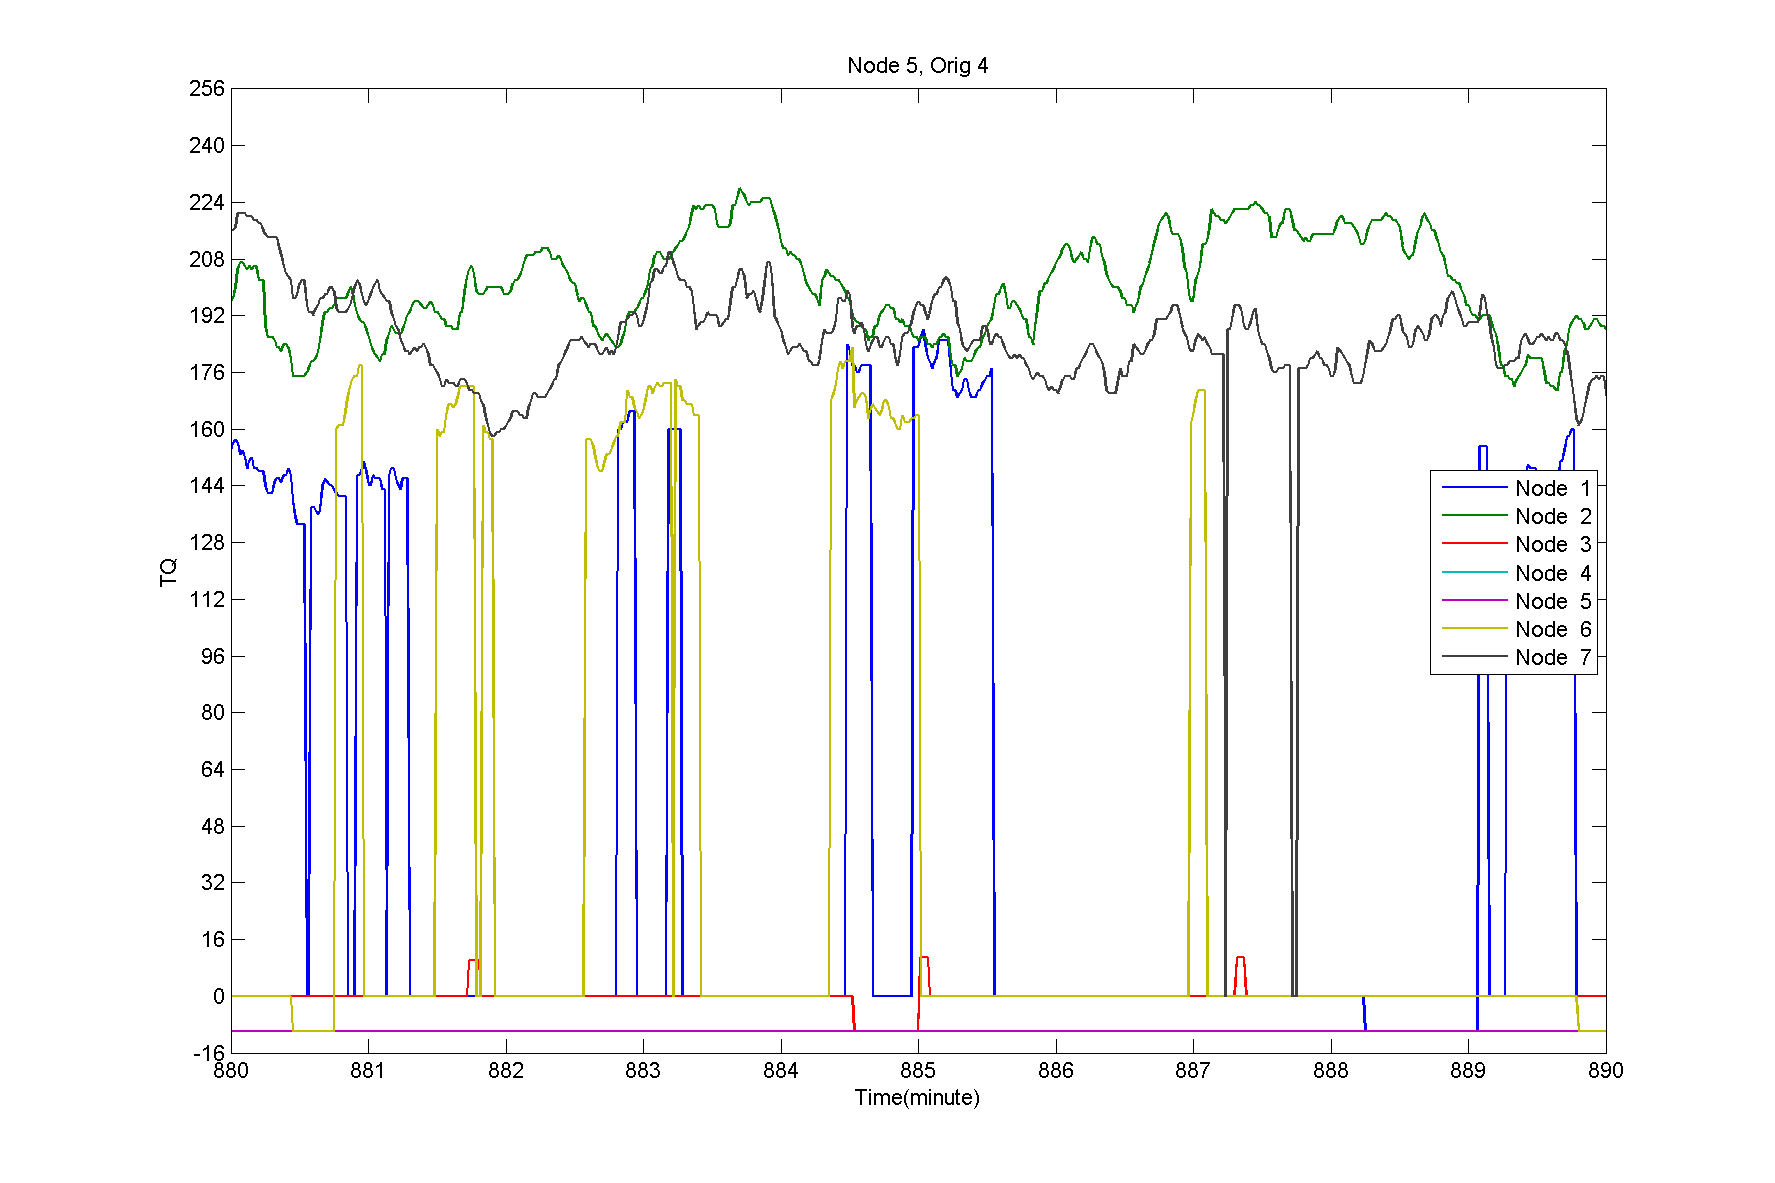 Node 5, Orig 4
256
240
224
208
192
176
160
144
128
112
96
80
64
48
32
16
0
-16
TQ
Node 1
Node 2
Node 3
Node 4
Node 5
Node 6
Node 7
880 881 882 883 884 885 886 887 888 889 890
Time(minute)